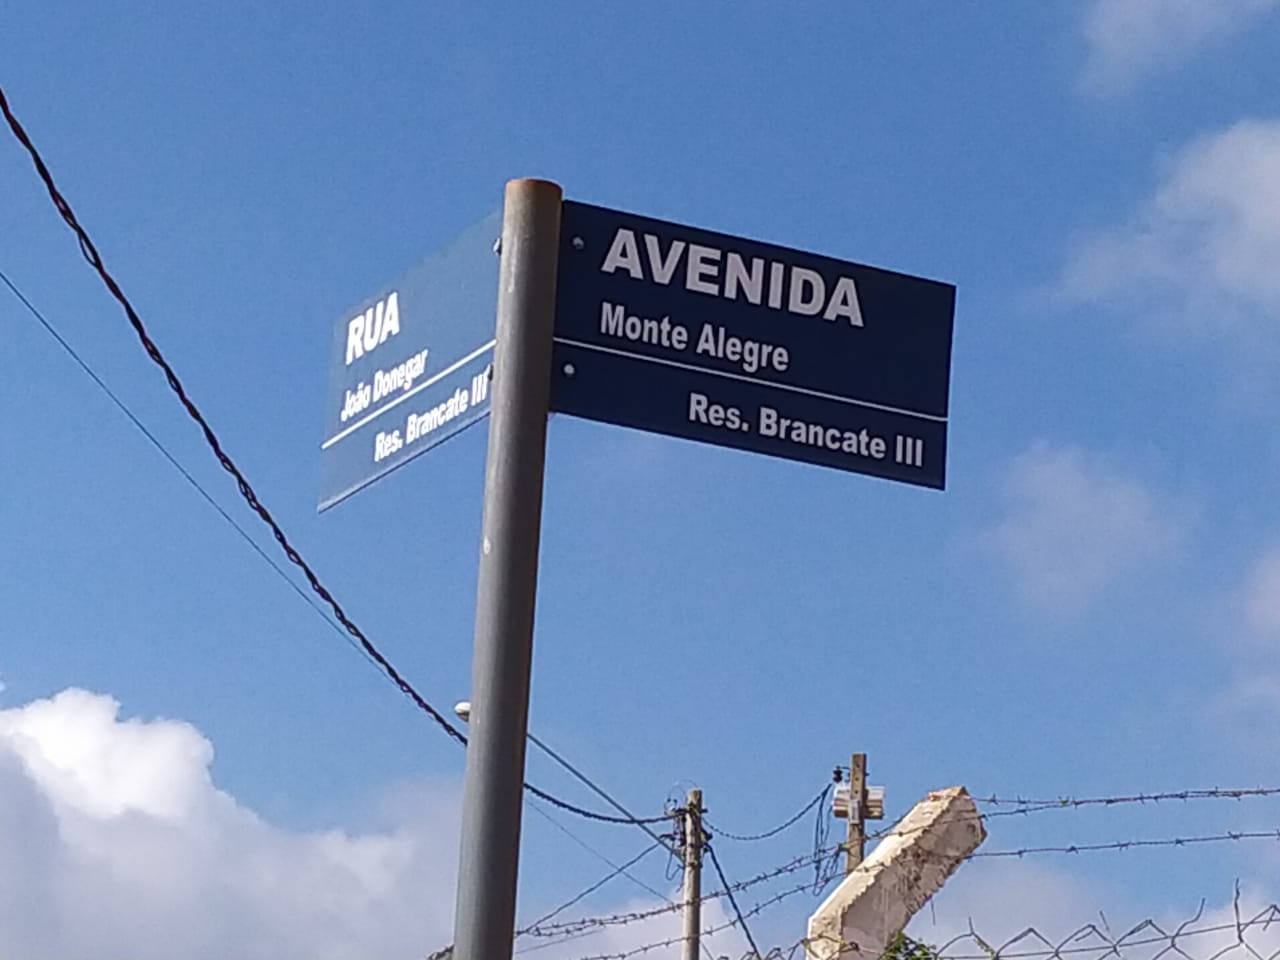 RUA
João Donegar
Res. Brancate III
AVENIDA
Monte Alegre
Res. Brancate III